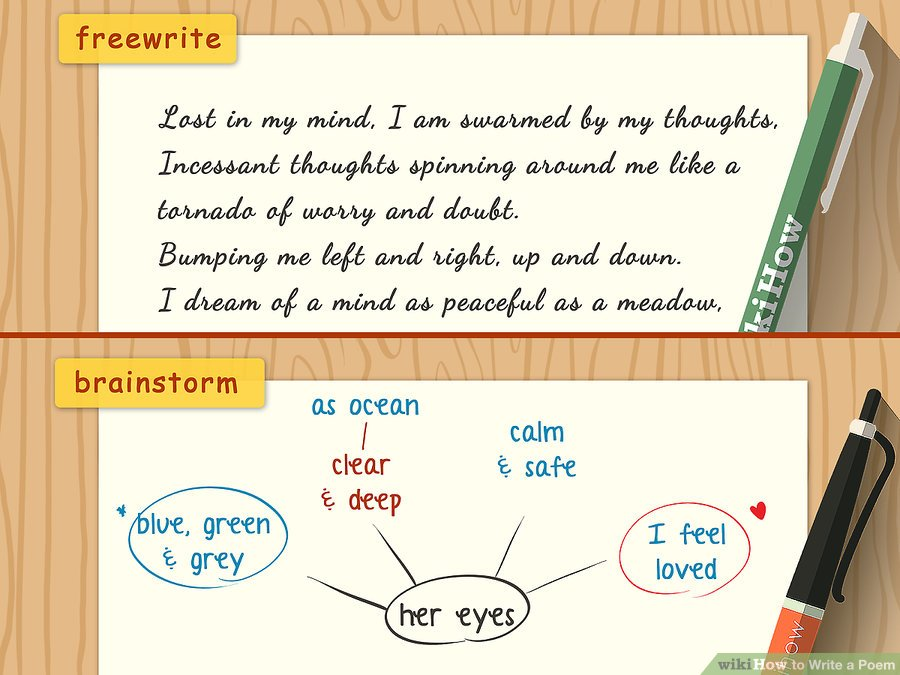 freewrite
Lost in my mind, I am swarmed by my thoughts,
Incessant thoughts spinning around me like a
tornado of worry and doubt.
Bumping me left and right, up and down.
I dream of a mind as peaceful as a meadow,
kiHow
brainstorm
as ocean
clear
& deep
calm
& safe
* blue, green
& grey
I feel
loved
her eyes
wikiHow to Write a Poem